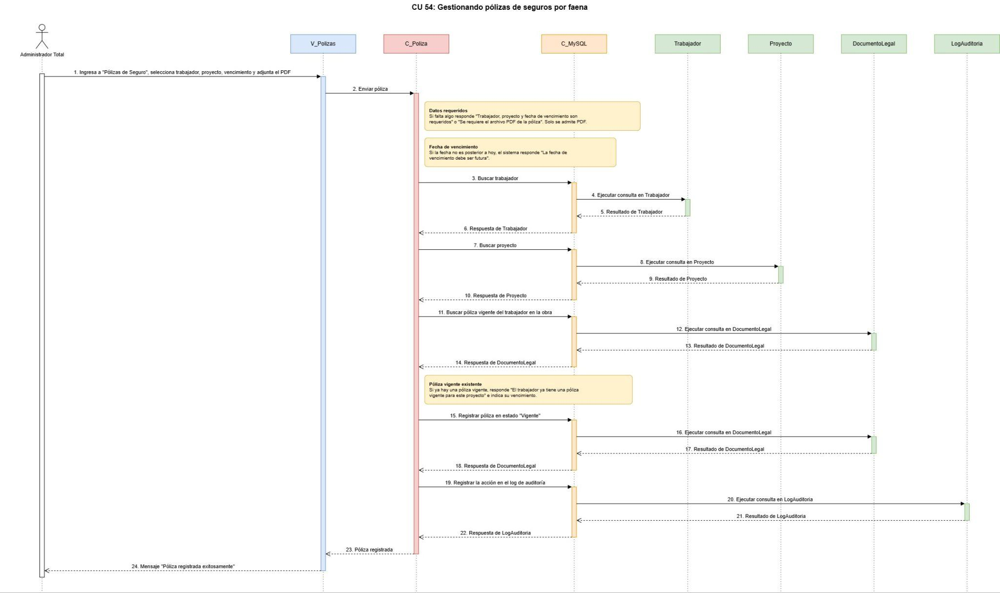 CU 54: Gestionando pólizas de seguros por faena
Administrador Total
V_Polizas
C_Poliza
C_MySQL
Trabajador
Proyecto
DocumentoLegal
LogAuditoria
1. Ingresa a "Pólizas de Seguro", selecciona trabajador, proyecto, vencimiento y adjunta el PDF
2. Enviar póliza
Datos requeridos
Si falta algo responde "Trabajador, proyecto y fecha de vencimiento son
requeridos" o "Se requiere el archivo PDF de la póliza". Solo se admite PDF.
Fecha de vencimiento
Si la fecha no es posterior a hoy, el sistema responde "La fecha de
vencimiento debe ser futura".
3. Buscar trabajador
4. Ejecutar consulta en Trabajador
5. Resultado de Trabajador
6. Respuesta de Trabajador
7. Buscar proyecto
8. Ejecutar consulta en Proyecto
9. Resultado de Proyecto
10. Respuesta de Proyecto
11. Buscar póliza vigente del trabajador en la obra
12. Ejecutar consulta en DocumentoLegal
13. Resultado de DocumentoLegal
14. Respuesta de DocumentoLegal
Póliza vigente existente
Si ya hay una póliza vigente, responde "El trabajador ya tiene una póliza
vigente para este proyecto" e indica su vencimiento.
15. Registrar póliza en estado "Vigente"
16. Ejecutar consulta en DocumentoLegal
17. Resultado de DocumentoLegal
18. Respuesta de DocumentoLegal
19. Registrar la acción en el log de auditoría
20. Ejecutar consulta en LogAuditoria
21. Resultado de LogAuditoria
22. Respuesta de LogAuditoria
23. Póliza registrada
24. Mensaje "Póliza registrada exitosamente"